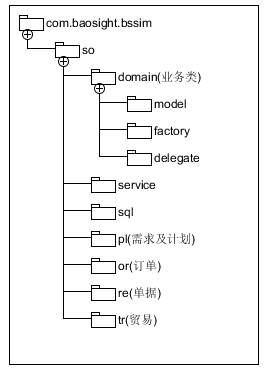 com.baosight.bssim
so
domain(业务类)
model
factory
delegate
service
sql
pl(需求及计划)
or(订单)
re(单据)
tr(贸易)